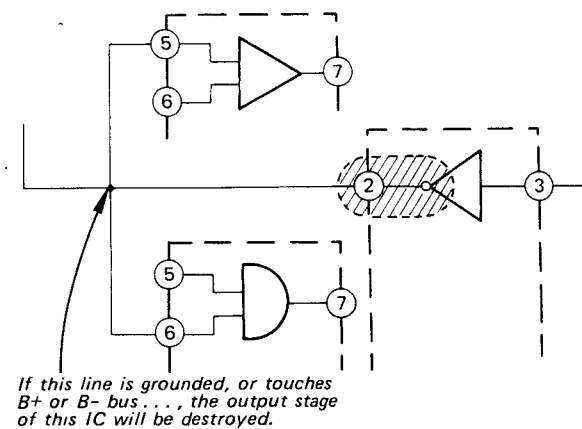 5
7
6
2
3
5
7
6
If this line is grounded, or touches
B+ or B- bus . . . , the output stage
of this IC will be destroyed.